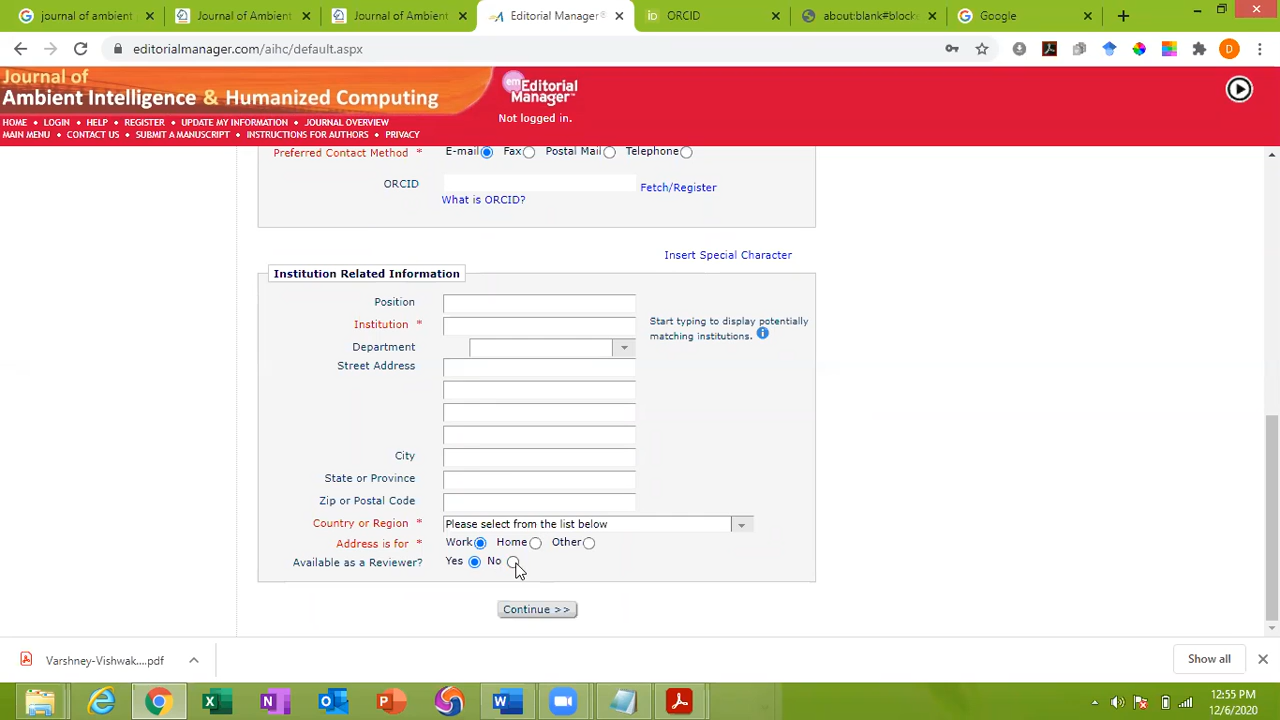 journal of ambient
Journal of Ambient
Journal of Ambient
Editorial Manager®
ORCID
about:blank#block
Google
editorialmanager.com/aihc/default.aspx
D
Journal of
Ambient Intelligence & Humanized Computing
em Editorial Manager
Not logged in.
HOME • LOGIN • HELP • REGISTER • UPDATE MY INFORMATION • JOURNAL OVERVIEW
MAIN MENU • CONTACT US • SUBMIT A MANUSCRIPT • INSTRUCTIONS FOR AUTHORS • PRIVACY
Preferred Contact Method * E-mail Fax Postal Mail Telephone
ORCID Fetch/Register
What is ORCID?
Insert Special Character
Institution Related Information
Position
Institution *
Start typing to display potentially
matching institutions.
Department
Street Address
City
State or Province
Zip or Postal Code
Country or Region * Please select from the list below
Address is for * Work Home Other
Available as a Reviewer? Yes No
Continue >>
Varshney-Vishwak....pdf
Show all
12:55 PM
12/6/2020